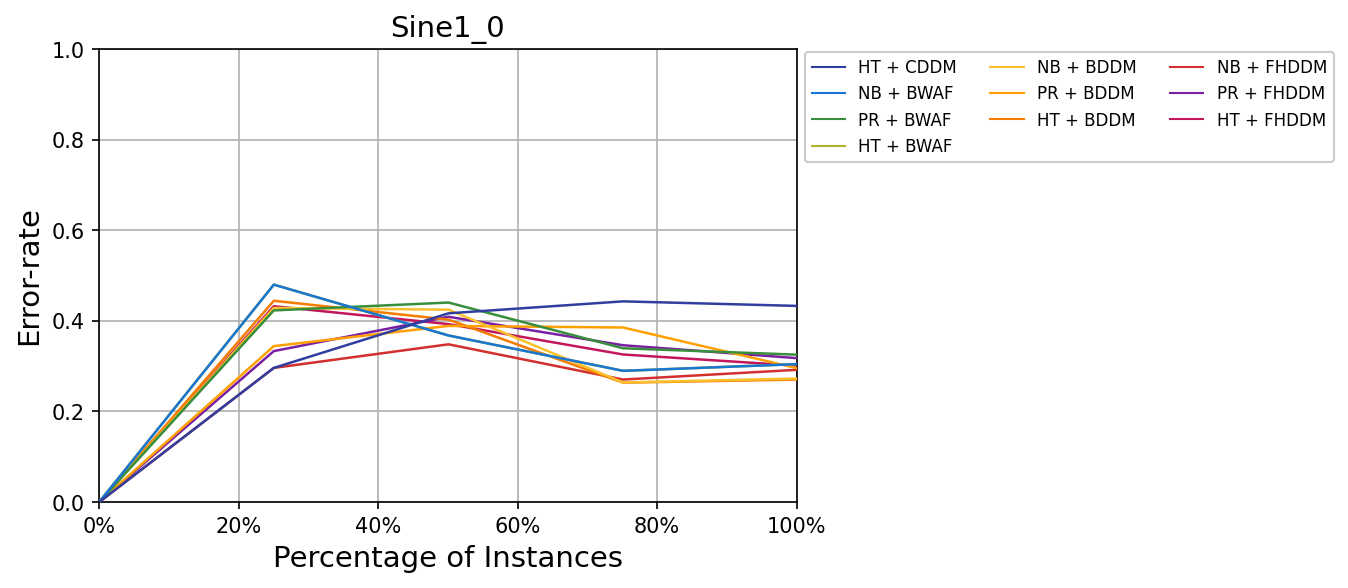 Sine1_0
Error-rate
1.0
0.8
0.6
0.4
0.2
0.0
0% 20% 40% 60% 80% 100%
Percentage of Instances
HT + CDDM NB + BDDM NB + FHDDM
NB + BWAF PR + BDDM PR + FHDDM
PR + BWAF HT + BDDM HT + FHDDM
HT + BWAF